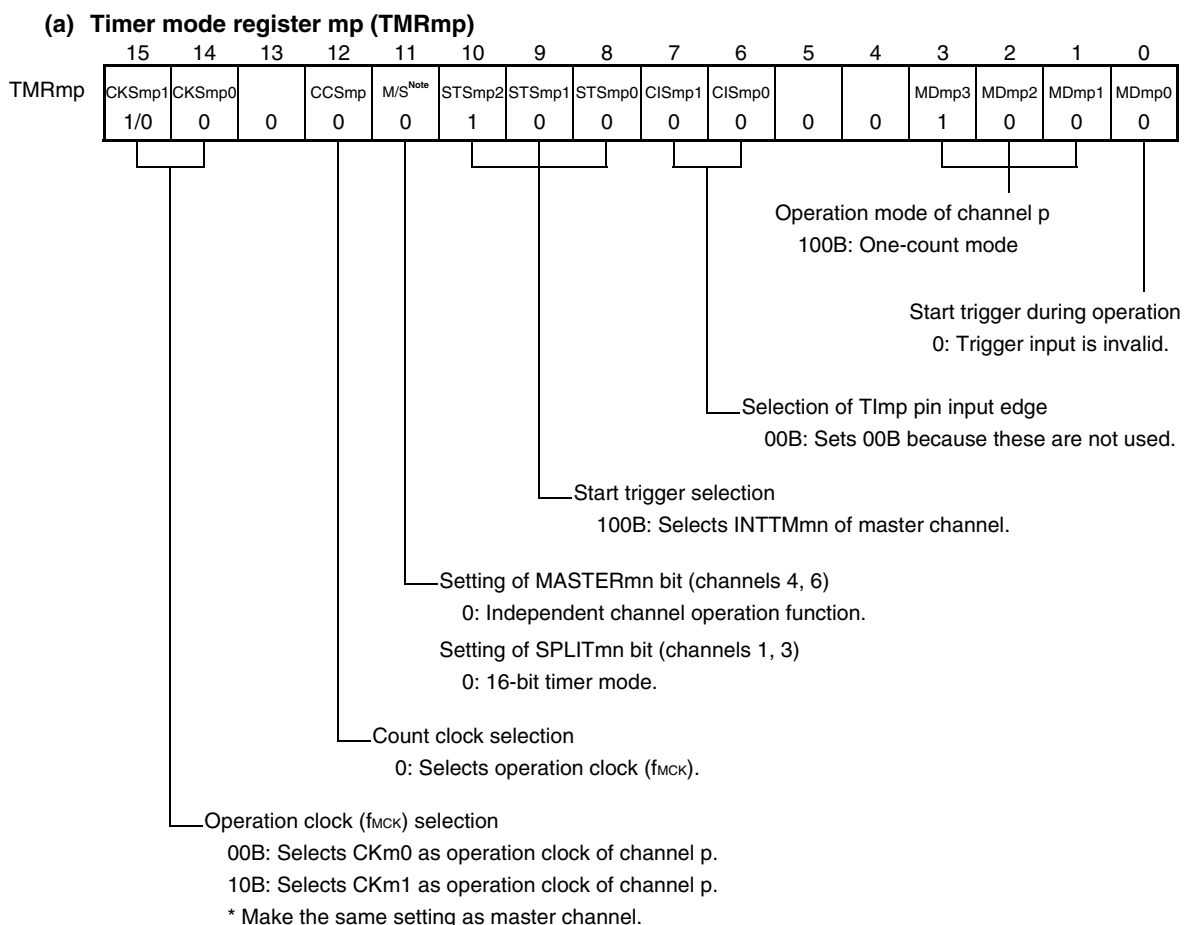 (a) Timer mode register mp (TMRmp)
15 14 13 12 11 10 9 8 7 6 5 4 3 2 1 0
TMRmp CKSmp1 CKSmp0 CCSmp M/S Note STSmp2 STSmp1 STSmp0 CISmp1 CISmp0 MDmp3 MDmp2 MDmp1 MDmp0
1/0 0 0 0 0 1 0 0 0 0 0 0 1 0 0 0
Operation mode of channel p
100B: One-count mode
Start trigger during operation
0: Trigger input is invalid.
Selection of TImp pin input edge
00B: Sets 00B because these are not used.
Start trigger selection
100B: Selects INTTMmn of master channel.
Setting of MASTERmn bit (channels 4, 6)
0: Independent channel operation function.
Setting of SPLITmn bit (channels 1, 3)
0: 16-bit timer mode.
Count clock selection
0: Selects operation clock (fMCK).
Operation clock (fMCK) selection
00B: Selects CKm0 as operation clock of channel p.
10B: Selects CKm1 as operation clock of channel p.
* Make the same setting as master channel.